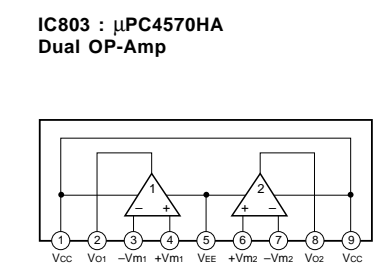 IC803 : μPC4570HA
Dual OP-Amp
1 2
– + + –
1 2 3 4 5 6 7 8 9
VCC VO1 –Vm1 +Vm1 VEE +Vm2 –Vm2 VO2 VCC